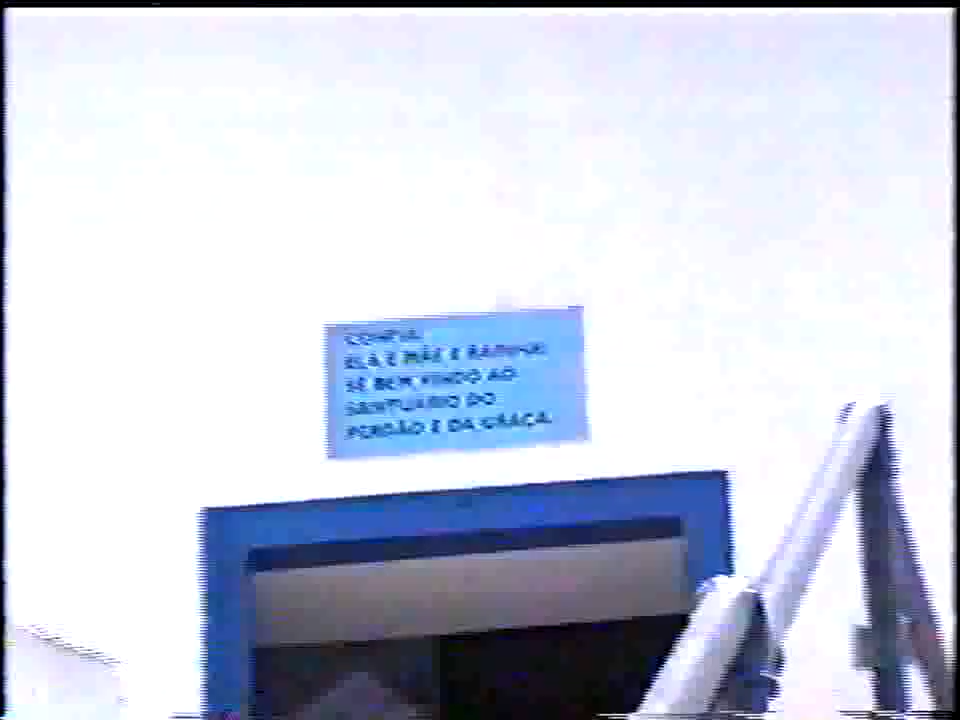 CONFIA.
ELA É MÃE E RAINHA.
SÊ BEM VINDO AO
SANTUÁRIO DO
PERDÃO E DA GRAÇA.